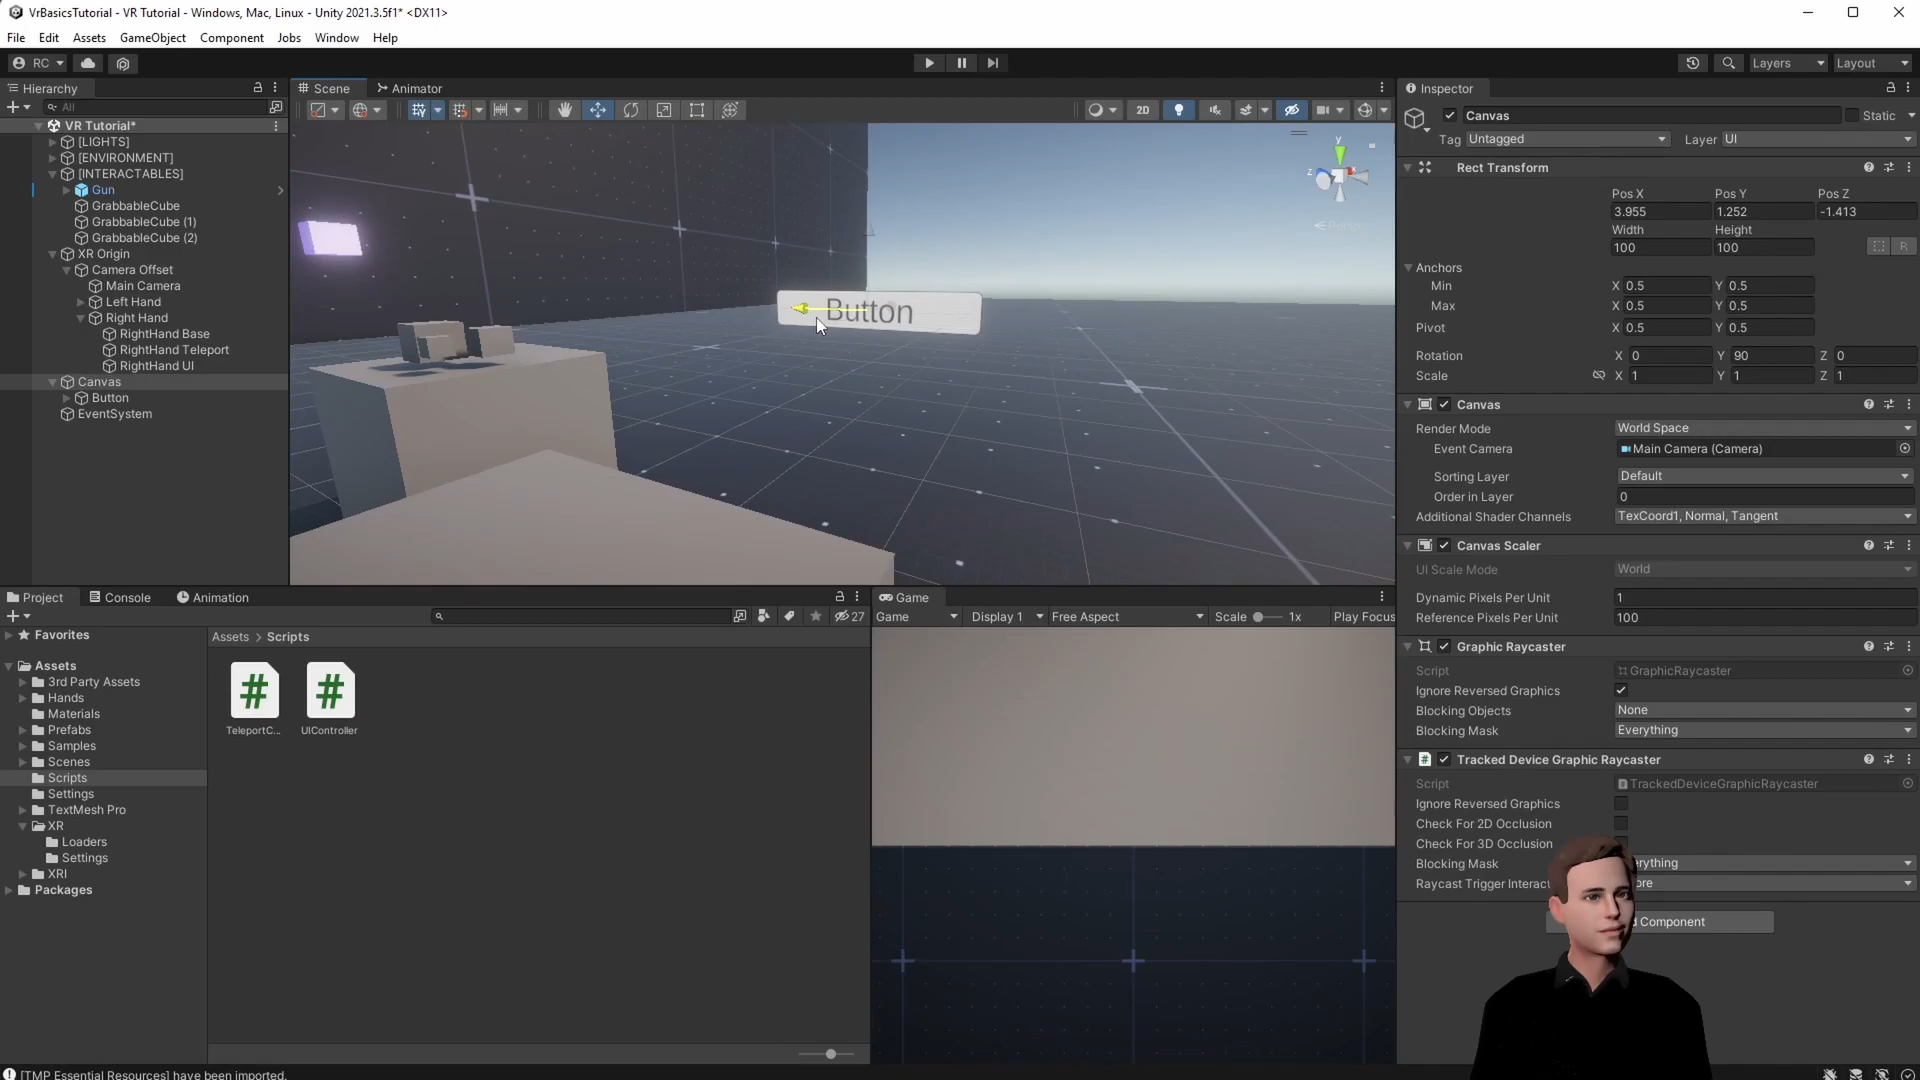 VrBasicsTutorial - VR Tutorial - Windows, Mac, Linux - Unity 2021.3.5f1* <DX11>
File Edit Assets GameObject Component Jobs Window Help
RC
Layers Layout
Hierarchy
All
VR Tutorial*
[LIGHTS]
[ENVIRONMENT]
[INTERACTABLES]
Gun
GrabbableCube
GrabbableCube (1)
GrabbableCube (2)
XR Origin
Camera Offset
Main Camera
Left Hand
Right Hand
RightHand Base
RightHand Teleport
RightHand UI
Canvas
Button
EventSystem
Scene Animator
2D
y
z
x
Persp
Button
Inspector
Canvas Static
Tag Untagged Layer UI
Rect Transform
Pos X Pos Y Pos Z
3.955 1.252 -1.413
Width Height
100 100
R
Anchors
Min X 0.5 Y 0.5
Max X 0.5 Y 0.5
Pivot X 0.5 Y 0.5
Rotation X 0 Y 90 Z 0
Scale X 1 Y 1 Z 1
Canvas
Render Mode World Space
Event Camera Main Camera (Camera)
Sorting Layer Default
Order in Layer 0
Additional Shader Channels TexCoord1, Normal, Tangent
Canvas Scaler
UI Scale Mode World
Dynamic Pixels Per Unit 1
Reference Pixels Per Unit 100
Graphic Raycaster
Script GraphicRaycaster
Ignore Reversed Graphics
Blocking Objects None
Blocking Mask Everything
Tracked Device Graphic Raycaster
Script TrackedDeviceGraphicRaycaster
Ignore Reversed Graphics
Check For 2D Occlusion
Check For 3D Occlusion
Blocking Mask erything
Raycast Trigger Interact ore
Component
Project Console Animation
27
Favorites
Assets
3rd Party Assets
Hands
Materials
Prefabs
Samples
Scenes
Scripts
Settings
TextMesh Pro
XR
Loaders
Settings
XRI
Packages
Assets > Scripts
TeleportC... UIController
Game
Game Display 1 Free Aspect Scale 1x Play Focus
[TMP Essential Resources] have been imported.